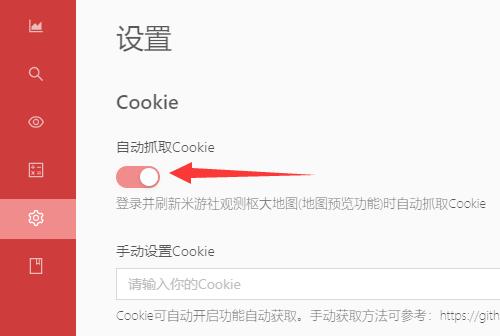 设置
Cookie
自动抓取Cookie
登录并刷新米游社观测枢大地图(地图预览功能)时自动抓取Cookie
手动设置Cookie
请输入你的Cookie
Cookie可自动开启功能自动获取。手动获取方法可参考：https://gith